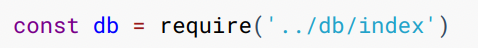 const db = require('../db/index')